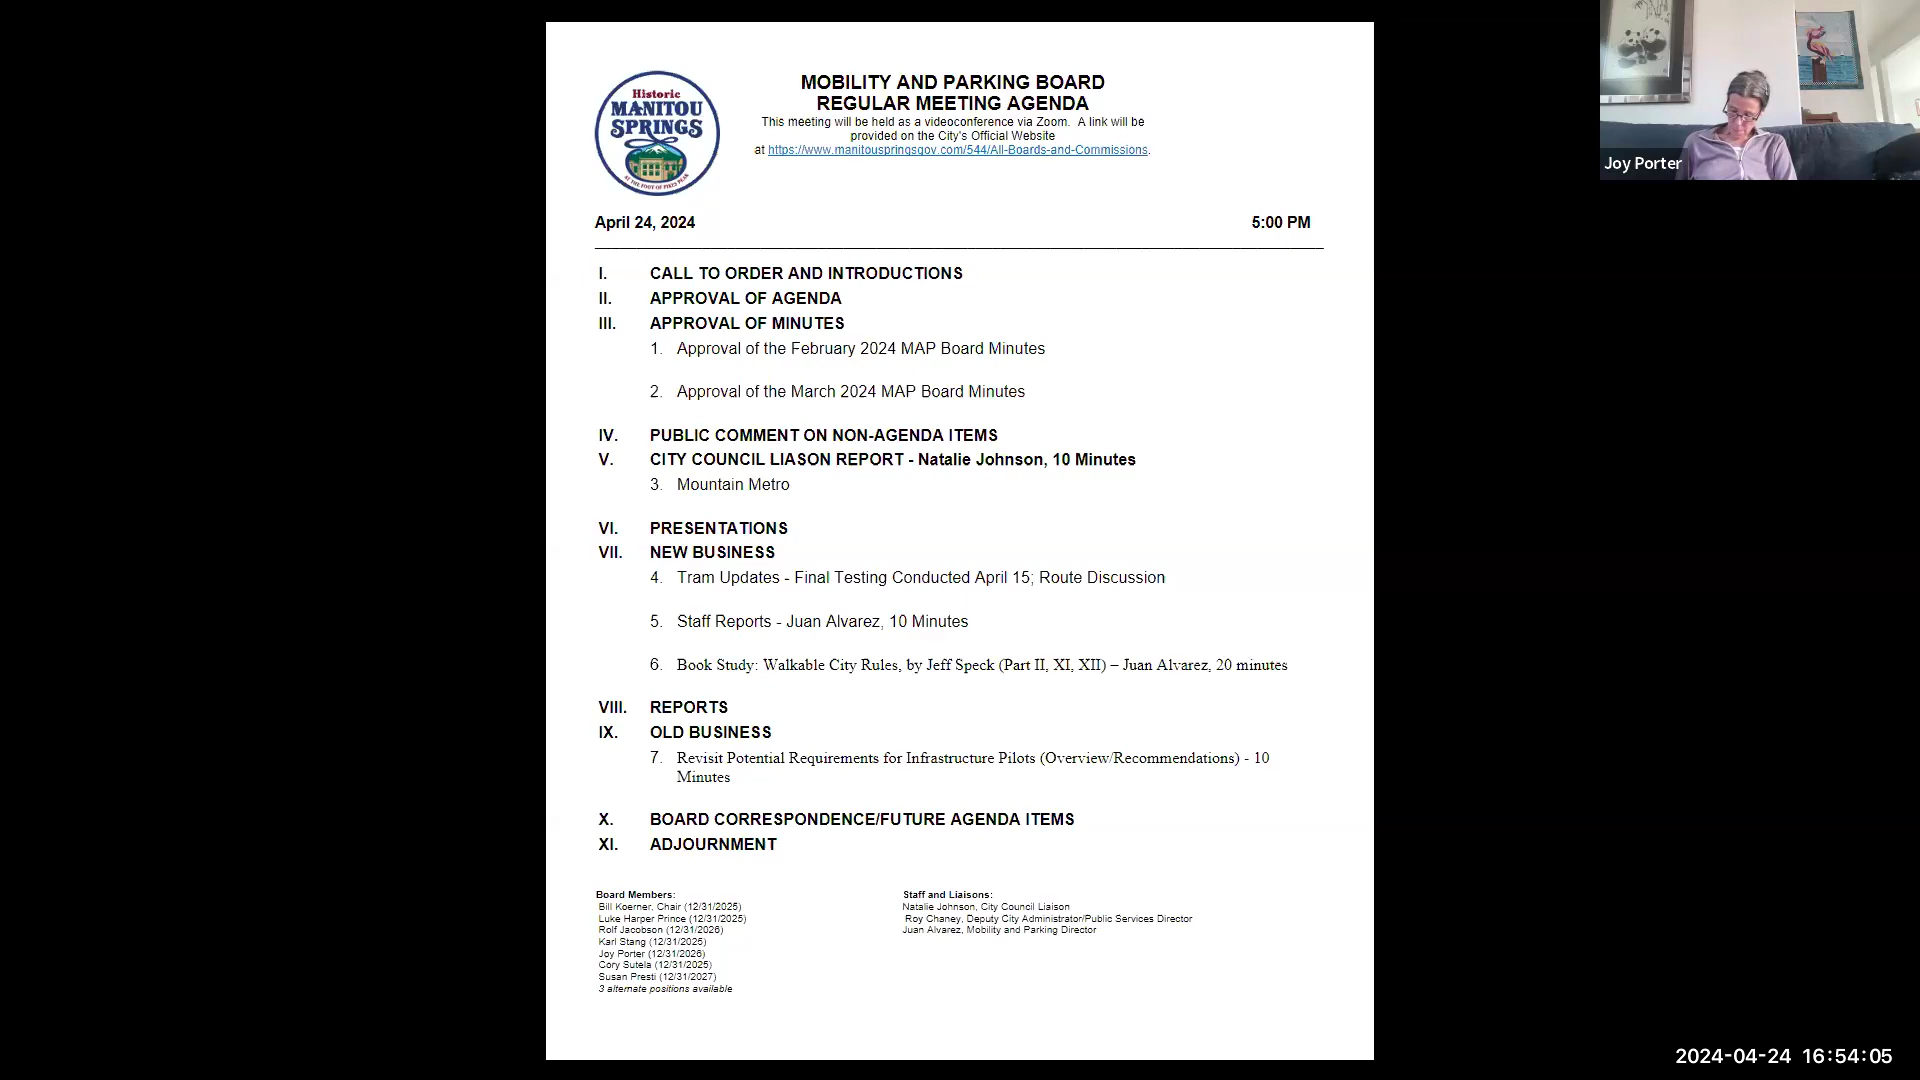 Historic
MANITOU
SPRINGS
AT THE FOOT OF PIKES PEAK
MOBILITY AND PARKING BOARD
REGULAR MEETING AGENDA
This meeting will be held as a videoconference via Zoom. A link will be
provided on the City's Official Website
at https://www.manitouspringsgov.com/544/All-Boards-and-Commissions.
Joy Porter
April 24, 2024 5:00 PM
I. CALL TO ORDER AND INTRODUCTIONS
II. APPROVAL OF AGENDA
III. APPROVAL OF MINUTES
1. Approval of the February 2024 MAP Board Minutes
2. Approval of the March 2024 MAP Board Minutes
IV. PUBLIC COMMENT ON NON-AGENDA ITEMS
V. CITY COUNCIL LIASON REPORT - Natalie Johnson, 10 Minutes
3. Mountain Metro
VI. PRESENTATIONS
VII. NEW BUSINESS
4. Tram Updates - Final Testing Conducted April 15; Route Discussion
5. Staff Reports - Juan Alvarez, 10 Minutes
6. Book Study: Walkable City Rules, by Jeff Speck (Part II, XI, XII) – Juan Alvarez, 20 minutes
VIII. REPORTS
IX. OLD BUSINESS
7. Revisit Potential Requirements for Infrastructure Pilots (Overview/Recommendations) - 10
Minutes
X. BOARD CORRESPONDENCE/FUTURE AGENDA ITEMS
XI. ADJOURNMENT
Board Members:
Bill Koerner, Chair (12/31/2025)
Luke Harper Prince (12/31/2025)
Rolf Jacobson (12/31/2026)
Karl Stang (12/31/2025)
Joy Porter (12/31/2026)
Cory Sutela (12/31/2025)
Susan Presti (12/31/2027)
3 alternate positions available
Staff and Liaisons:
Natalie Johnson, City Council Liaison
Roy Chaney, Deputy City Administrator/Public Services Director
Juan Alvarez, Mobility and Parking Director
2024-04-24 16:54:05